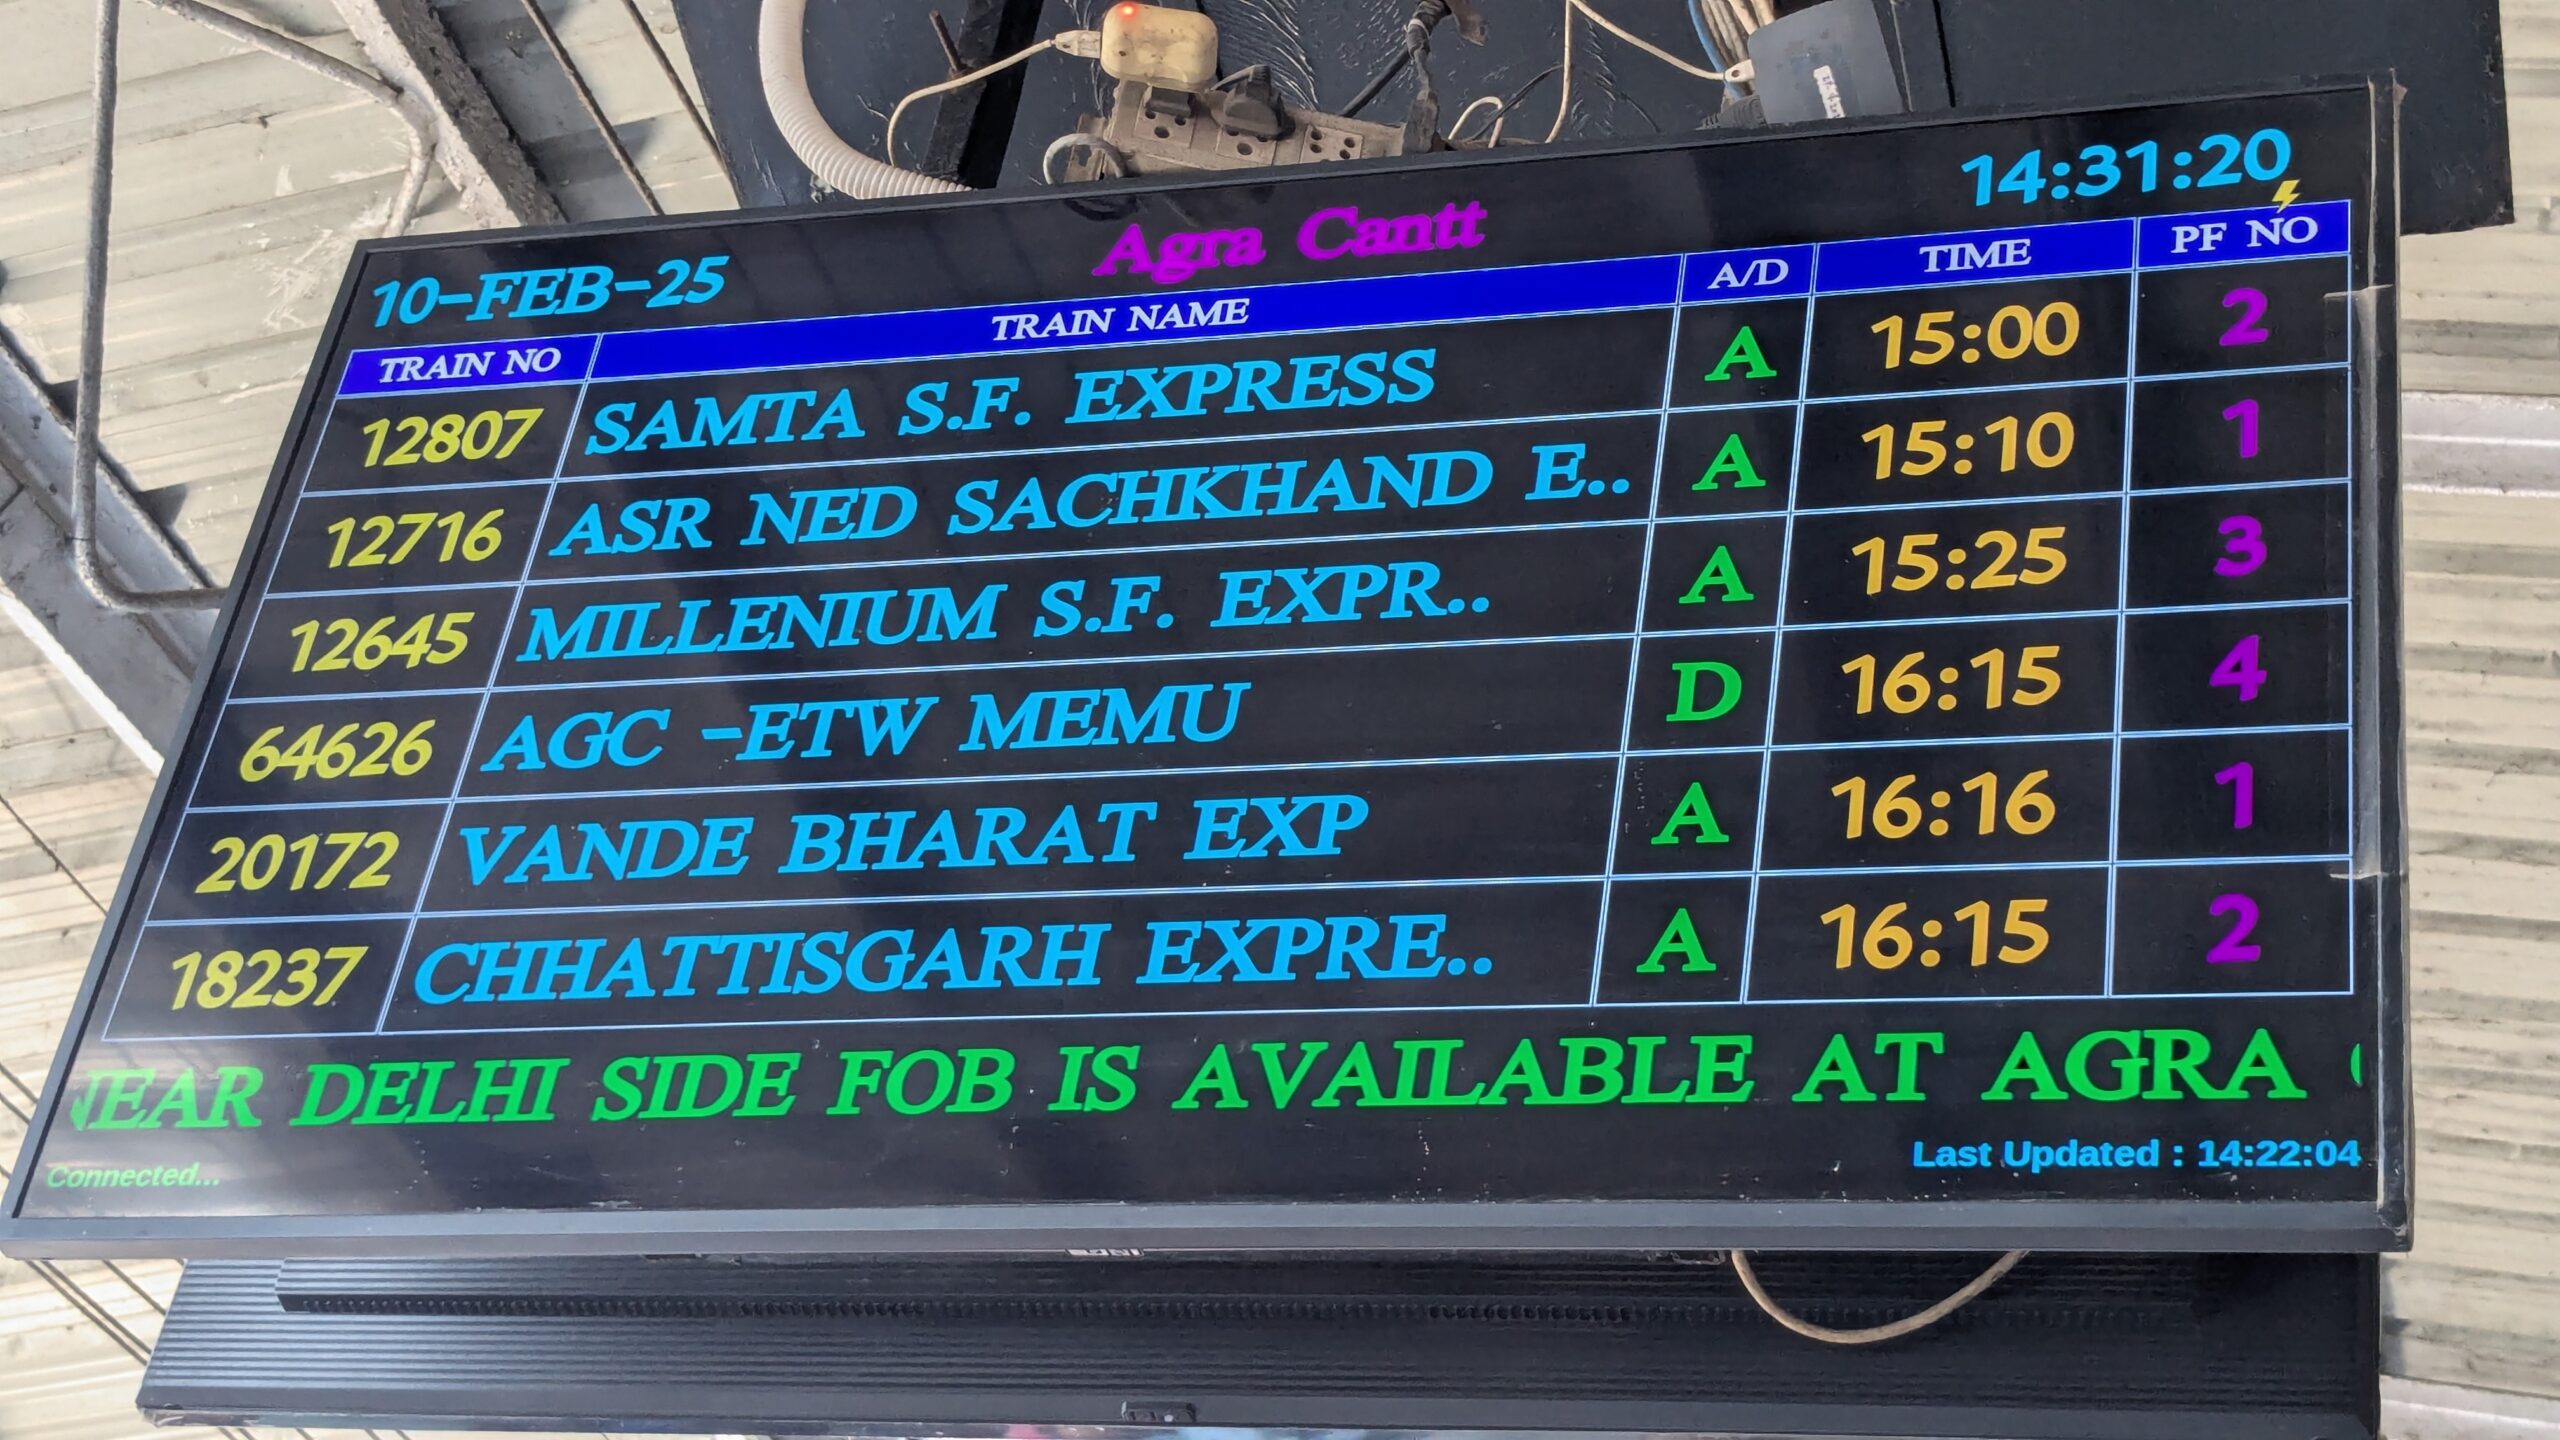 14:31:20
Agra Cantt
10-FEB-25
TRAIN NO TRAIN NAME A/D TIME PF NO
12807 SAMTA S.F. EXPRESS A 15:00 2
12716 ASR NED SACHKHAND E.. A 15:10 1
12645 MILLENIUM S.F. EXPR.. A 15:25 3
64626 AGC -ETW MEMU D 16:15 4
20172 VANDE BHARAT EXP A 16:16 1
18237 CHHATTISGARH EXPRE.. A 16:15 2
NEAR DELHI SIDE FOB IS AVAILABLE AT AGRA
Last Updated : 14:22:04
Connected...